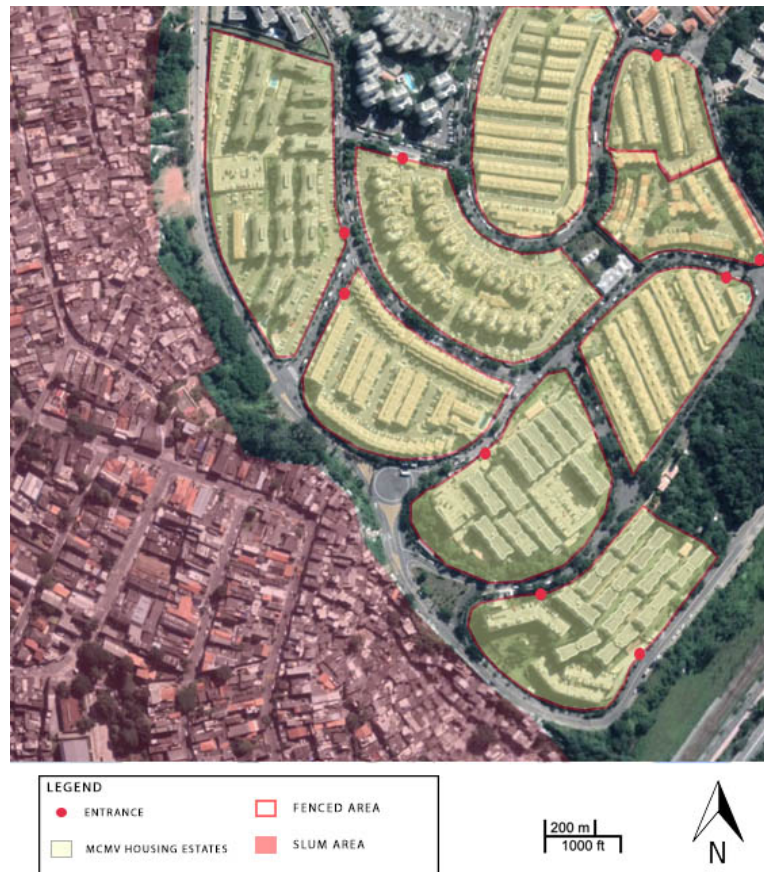 LEGEND
ENTRANCE
FENCED AREA
MCMV HOUSING ESTATES
SLUM AREA
200 m
1000 ft
N